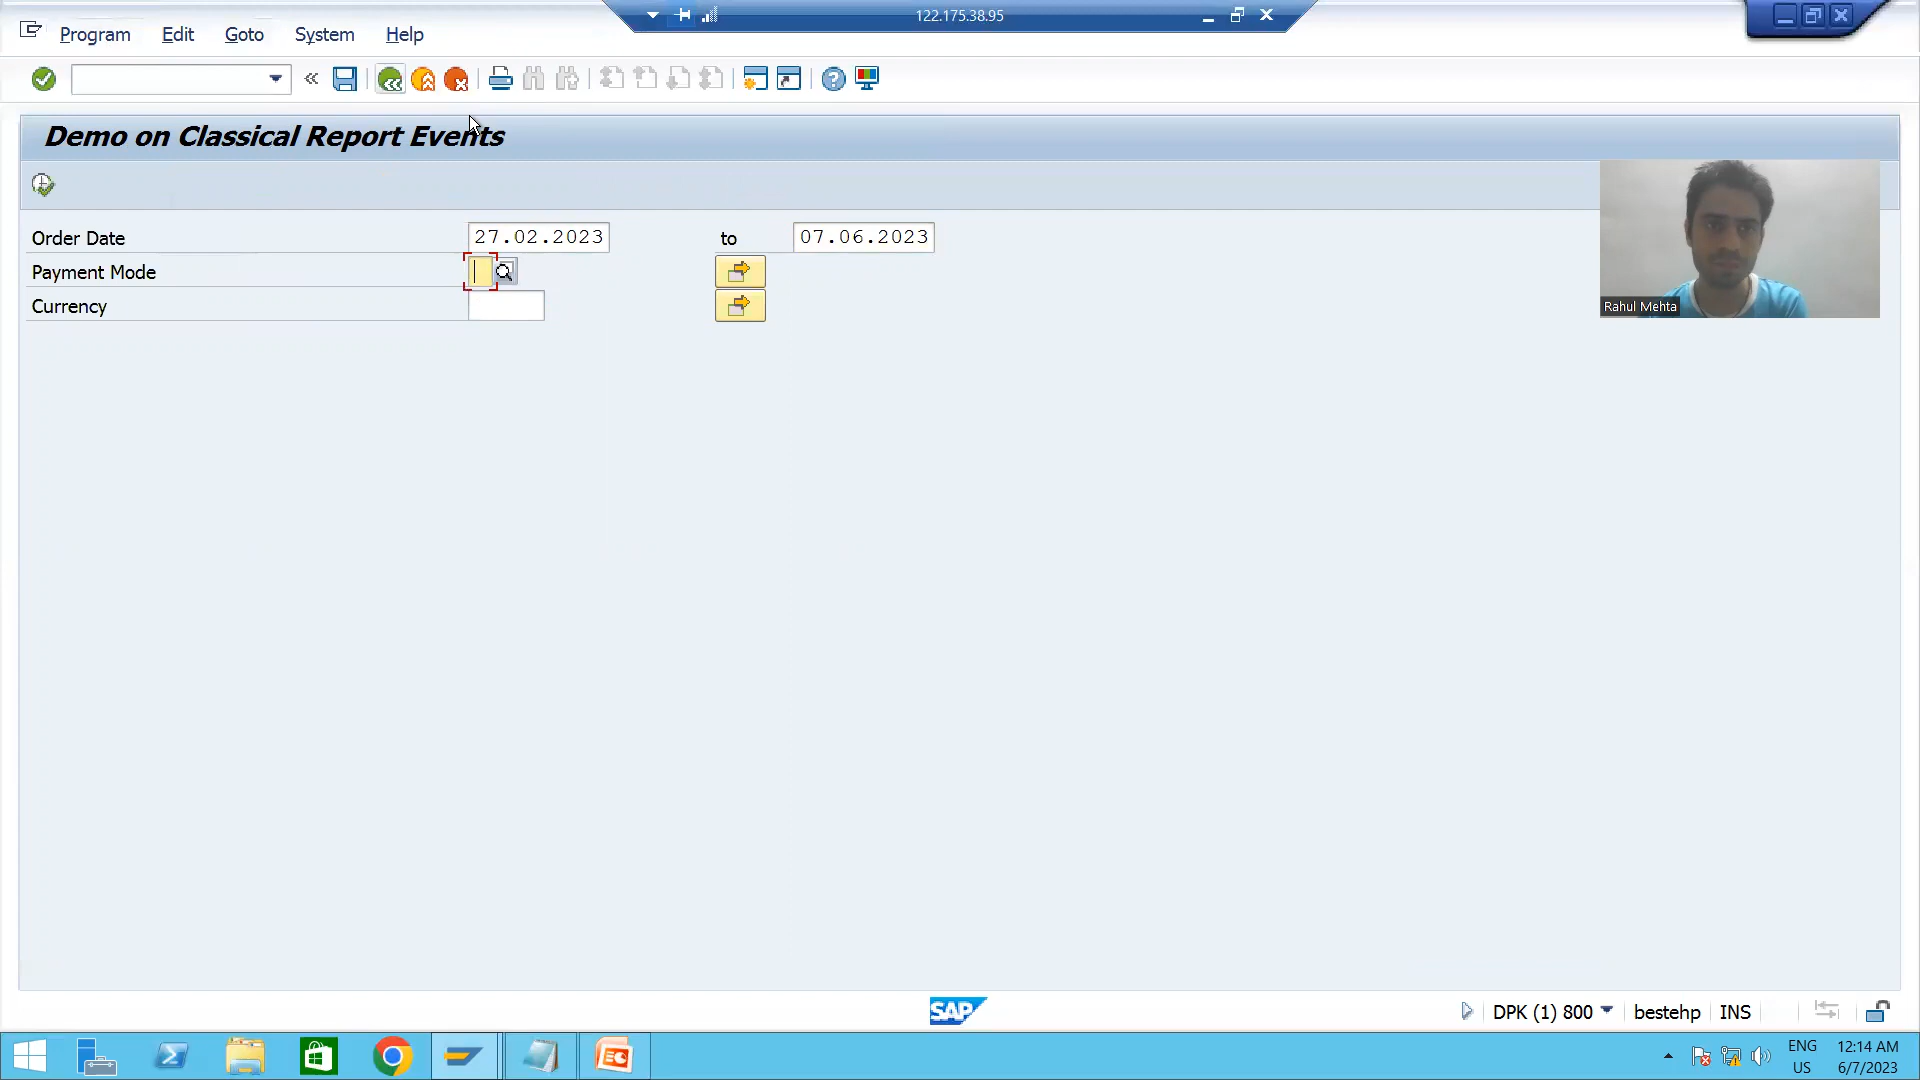 122.175.38.95
Program Edit Goto System Help
Demo on Classical Report Events
Order Date 27.02.2023 to 07.06.2023
Payment Mode
Currency
Rahul Mehta
SAP
DPK (1) 800 bestehp INS
ENG 12:14 AM
US 6/7/2023